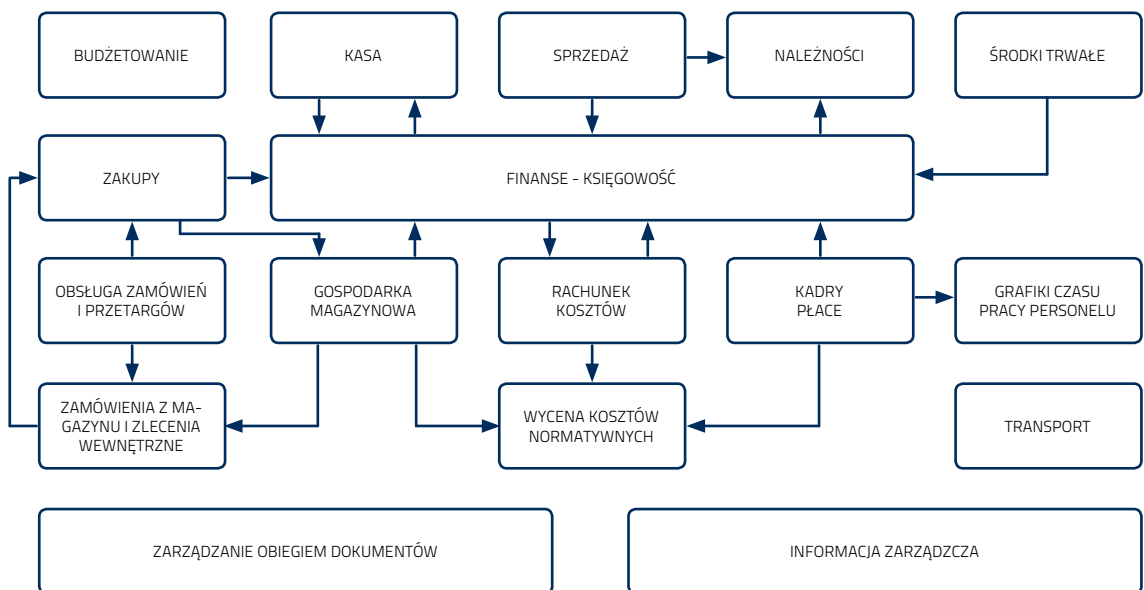 BUDŻETOWANIE
KASA
SPRZEDAŻ
NALEŻNOŚCI
ŚRODKI TRWAŁE
ZAKUPY
FINANSE - KSIĘGOWOŚĆ
OBSŁUGA ZAMÓWIEŃ
I PRZETARGÓW
GOSPODARKA
MAGAZYNOWA
RACHUNEK
KOSZTÓW
KADRY
PŁACE
GRAFIKI CZASU
PRACY PERSONELU
ZAMÓWIENIA Z MA-
GAZYNU I ZLECENIA
WEWNĘTRZNE
WYCENA KOSZTÓW
NORMATYWNYCH
TRANSPORT
ZARZĄDZANIE OBIEGIEM DOKUMENTÓW
INFORMACJA ZARZĄDZCZA